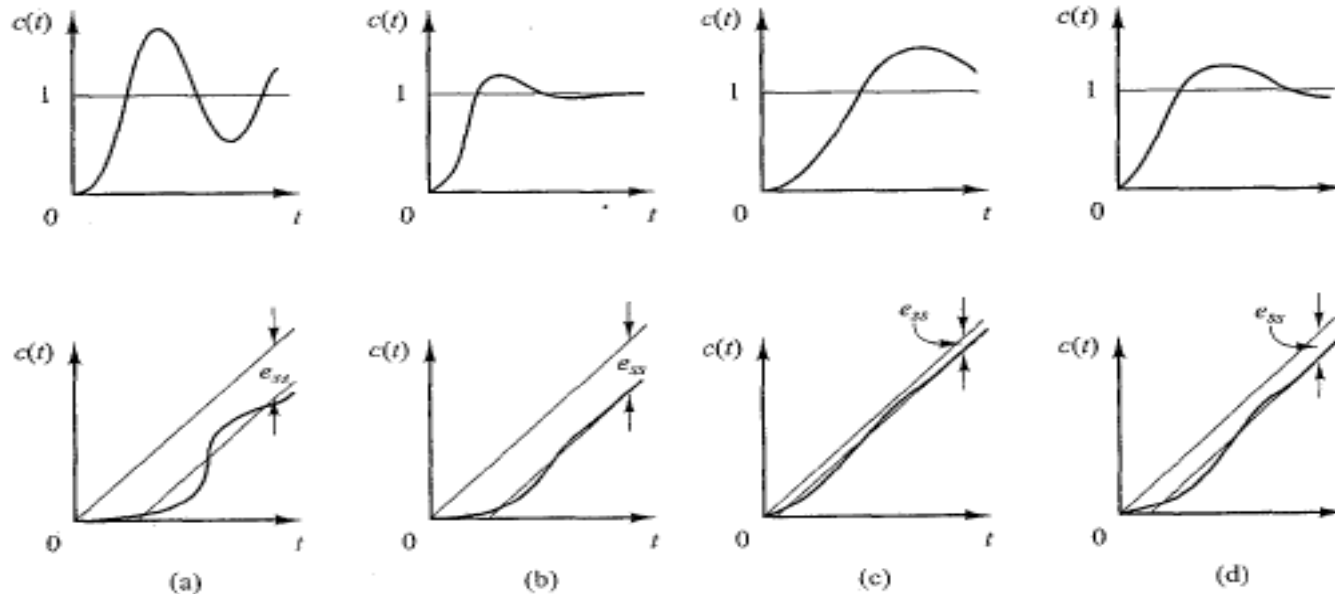 c(t) c(t) c(t) c(t)
1 1 1 1
0 t 0 t 0 t 0 t
e_ss e_ss
c(t) c(t) c(t) c(t)
e_ss e_ss
0 t 0 t 0 t 0 t
(a) (b) (c) (d)